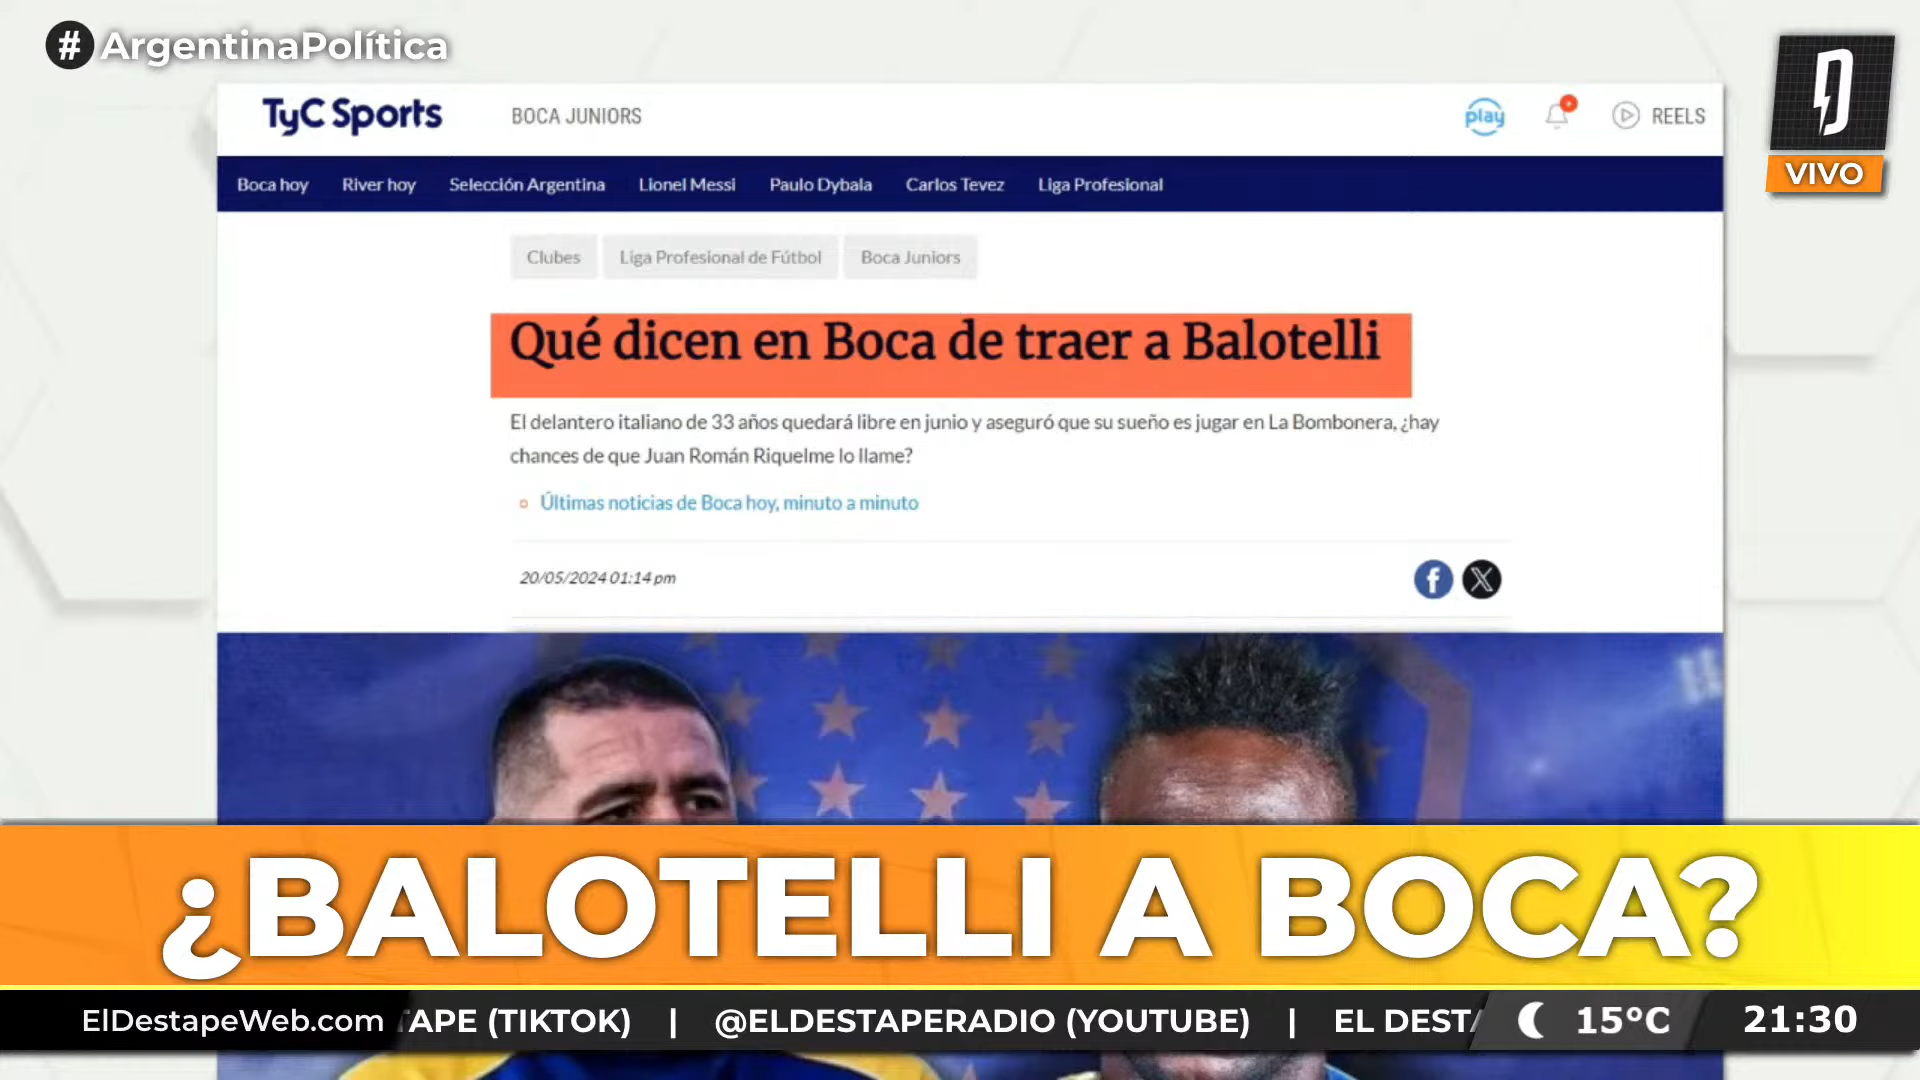 # ArgentinaPolítica
VIVO
TyC Sports
BOCA JUNIORS
play
REELS
Boca hoy
River hoy
Selección Argentina
Lionel Messi
Paulo Dybala
Carlos Tevez
Liga Profesional
Clubes
Liga Profesional de Fútbol
Boca Juniors
Qué dicen en Boca de traer a Balotelli
El delantero italiano de 33 años quedará libre en junio y aseguró que su sueño es jugar en La Bombonera, ¿hay
chances de que Juan Román Riquelme lo llame?
Últimas noticias de Boca hoy, minuto a minuto
20/05/2024 01:14 pm
f X
¿BALOTELLI A BOCA?
ElDestapeWeb.com
APE (TIKTOK) | @ELDESTAPERADIO (YOUTUBE) | EL DESTA
15°C
21:30